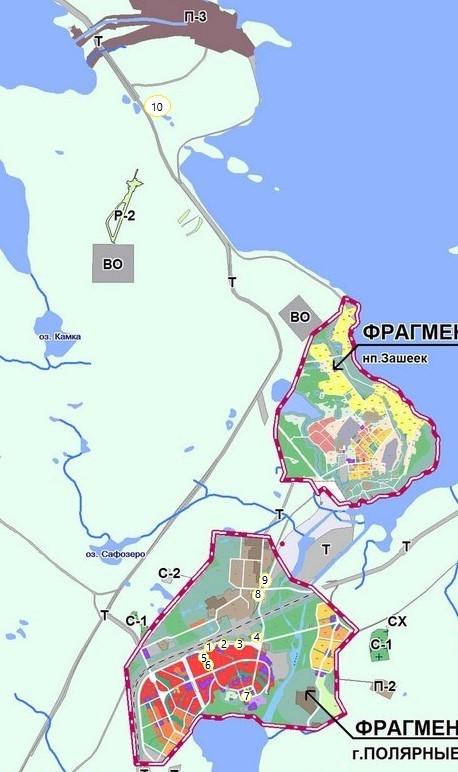 П-3
Т
10
Р-2
ВО
Т
ВО
ФРАГМЕН
нп.Зашеек
оз. Камка
Т
Т
Т
оз. Сафозеро
С-2
9
8
Т
С-1
СХ
С-1
4
1
2
3
5
6
П-2
7
ФРАГМЕН
г.ПОЛЯРНЫЕ